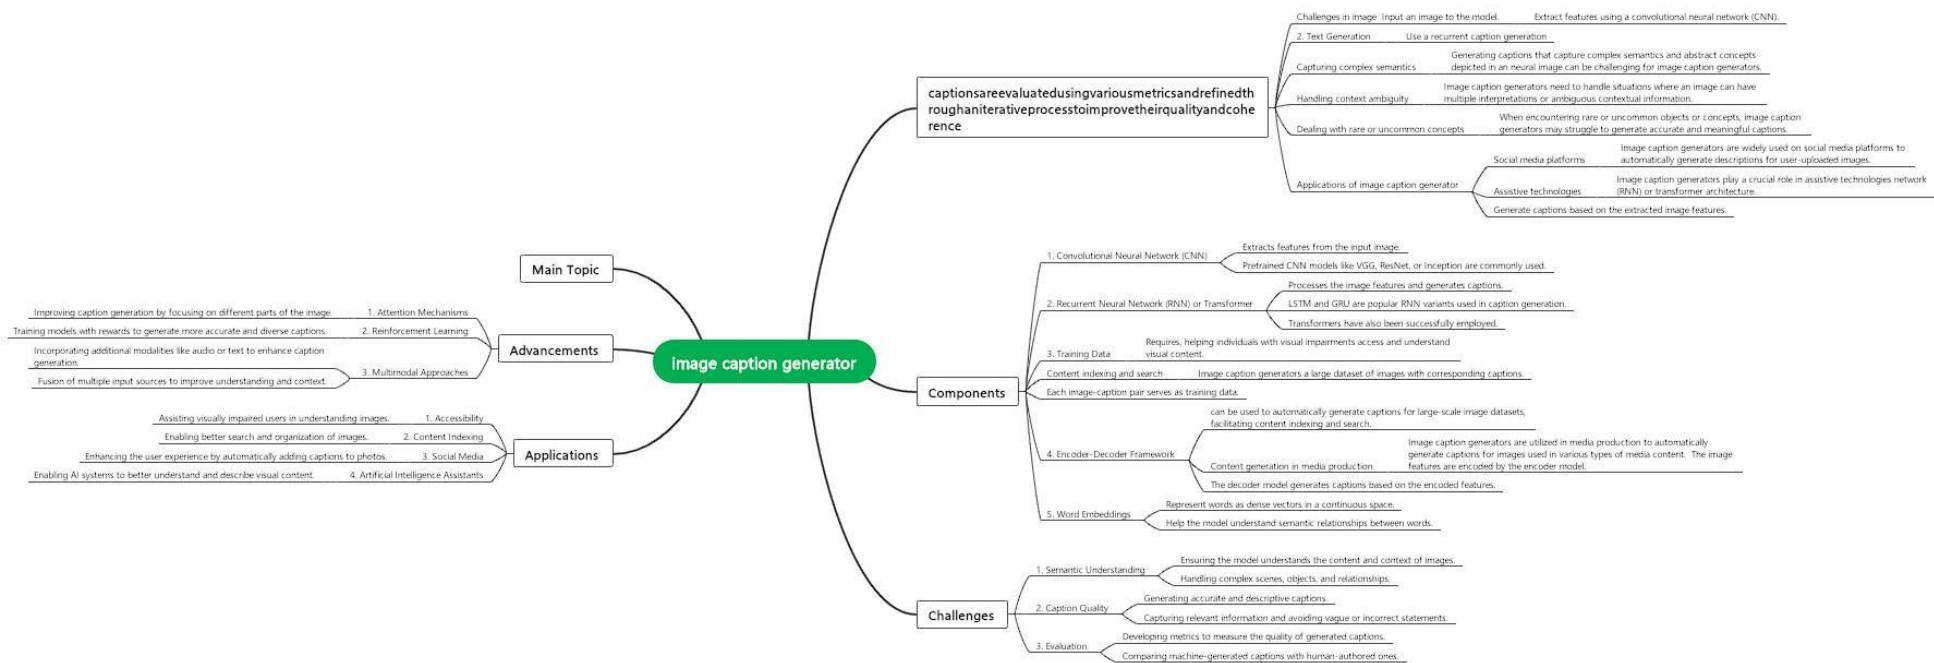 image caption generator
captionsareevaluatedusingvariousmetricsandrefinedth
roughaniterativeprocesstoimprovetheirqualityandcohe
rence
Challenges in image  Input an image to the model.
Extract features using a convolutional neural network (CNN).
2. Text Generation
Use a recurrent caption generation
Capturing complex semantics
Generating captions that capture complex semantics and abstract concepts
depicted in an neural image can be challenging for image caption generators.
Handling context ambiguity
Image caption generators need to handle situations where an image can have
multiple interpretations or ambiguous contextual information.
Dealing with rare or uncommon concepts
When encountering rare or uncommon objects or concepts, image caption
generators may struggle to generate accurate and meaningful captions.
Applications of image caption generator
Social media platforms
Image caption generators are widely used on social media platforms to
automatically generate descriptions for user-uploaded images.
Assistive technologies
Image caption generators play a crucial role in assistive technologies network
(RNN) or transformer architecture.
Generate captions based on the extracted image features.
Components
1. Convolutional Neural Network (CNN)
Extracts features from the input image.
Pretrained CNN models like VGG, ResNet, or Inception are commonly used.
2. Recurrent Neural Network (RNN) or Transformer
Processes the image features and generates captions.
LSTM and GRU are popular RNN variants used in caption generation.
Transformers have also been successfully employed.
3. Training Data
Requires, helping individuals with visual impairments access and understand
visual content.
Content indexing and search
Image caption generators a large dataset of images with corresponding captions.
Each image-caption pair serves as training data.
4. Encoder-Decoder Framework
can be used to automatically generate captions for large-scale image datasets,
facilitating content indexing and search.
Content generation in media production
Image caption generators are utilized in media production to automatically
generate captions for images used in various types of media content.  The image
features are encoded by the encoder model.
The decoder model generates captions based on the encoded features.
5. Word Embeddings
Represent words as dense vectors in a continuous space.
Help the model understand semantic relationships between words.
Challenges
1. Semantic Understanding
Ensuring the model understands the content and context of images.
Handling complex scenes, objects, and relationships.
2. Caption Quality
Generating accurate and descriptive captions.
Capturing relevant information and avoiding vague or incorrect statements.
3. Evaluation
Developing metrics to measure the quality of generated captions.
Comparing machine-generated captions with human-authored ones.
Main Topic
Advancements
1. Attention Mechanisms
Improving caption generation by focusing on different parts of the image.
2. Reinforcement Learning
Training models with rewards to generate more accurate and diverse captions.
3. Multimodal Approaches
Incorporating additional modalities like audio or text to enhance caption
generation.
Fusion of multiple input sources to improve understanding and context.
Applications
1. Accessibility
Assisting visually impaired users in understanding images.
2. Content Indexing
Enabling better search and organization of images.
3. Social Media
Enhancing the user experience by automatically adding captions to photos.
4. Artificial Intelligence Assistants
Enabling AI systems to better understand and describe visual content.